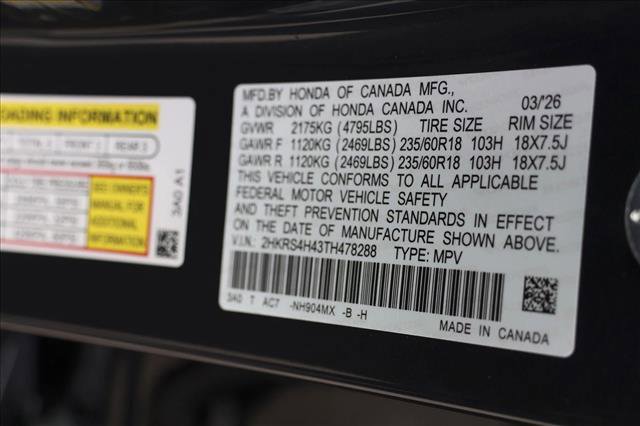 LOADING INFORMATION
SEE OWNER'S
MANUAL FOR
ADDITIONAL
INFORMATION
3A0 A1
MFD.BY HONDA OF CANADA MFG.,
A DIVISION OF HONDA CANADA INC. 03/'26
GVWR 2175KG (4795LBS) TIRE SIZE RIM SIZE
GAWR F 1120KG (2469LBS) 235/60R18 103H 18X7.5J
GAWR R 1120KG (2469LBS) 235/60R18 103H 18X7.5J
THIS VEHICLE CONFORMS TO ALL APPLICABLE
FEDERAL MOTOR VEHICLE SAFETY
AND THEFT PREVENTION STANDARDS IN EFFECT
ON THE DATE OF MANUFACTURE SHOWN ABOVE.
V.I.N: 2HKRS4H43TH478288 TYPE: MPV
3A0 T AC7 -NH904MX -B -H
MADE IN CANADA